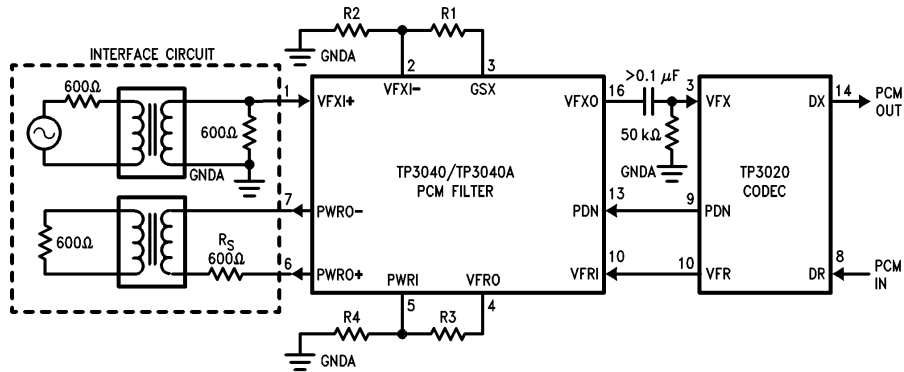 R2
R1
GNDA
INTERFACE CIRCUIT
2
3
600Ω
1
VFXI+
VFXI-
GSX
VFXO
16
>0.1 μF
3
VFX
DX
14
PCM
OUT
600Ω
50 kΩ
GNDA
GNDA
TP3040/TP3040A
PCM FILTER
TP3020
CODEC
7
PWRO-
PDN
13
9
PDN
600Ω
RS
600Ω
6
PWRO+
PWRI
VFRO
VFRI
10
10
VFR
DR
8
PCM
IN
5
4
R4
R3
GNDA